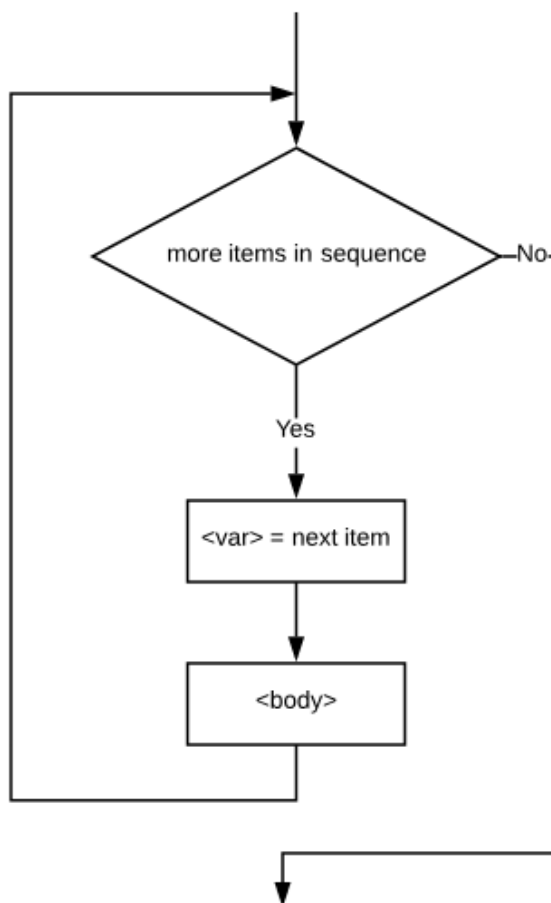 more items in sequence
No
Yes
<var> = next item
<body>